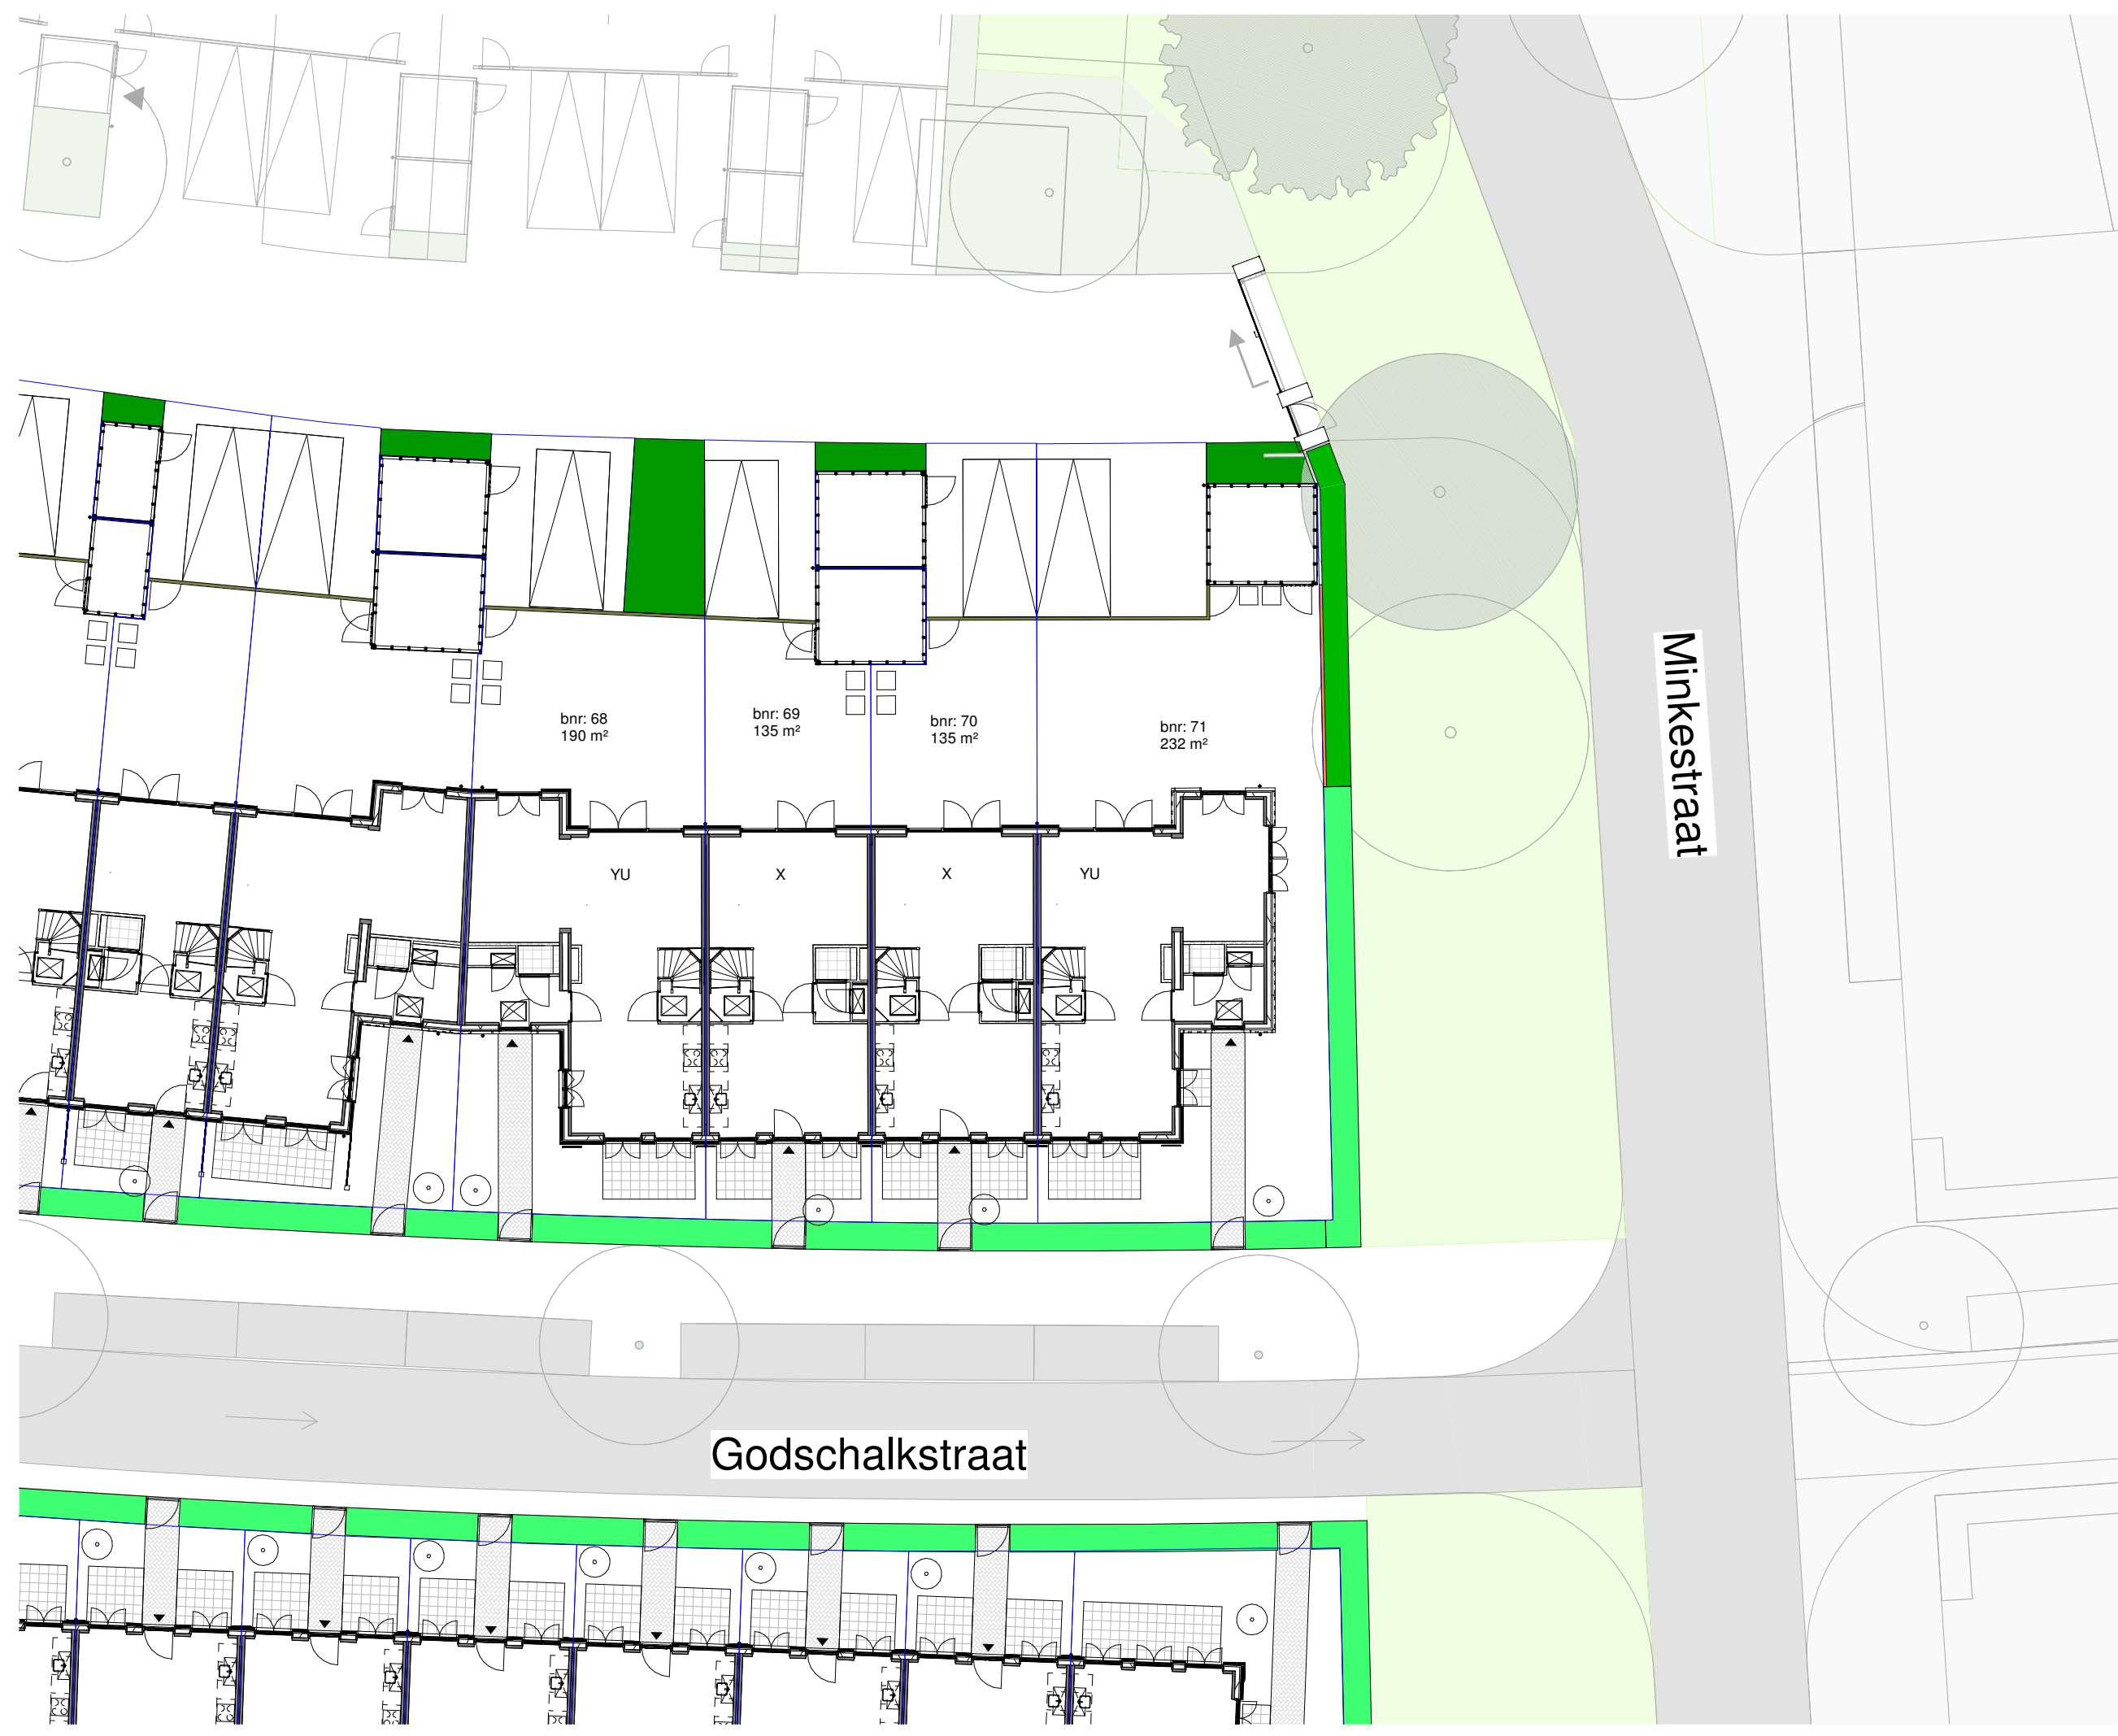 bnr: 68
190 m²
bnr: 69
135 m²
bnr: 70
135 m²
bnr: 71
232 m²
Minkestraat
YU
X
X
YU
Godschalkstraat